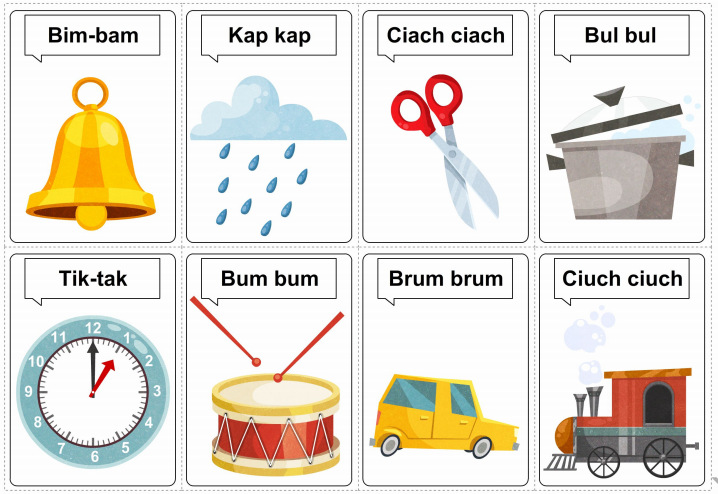 Bim-bam
Kap kap
Ciach ciach
Bul bul
Tik-tak
Bum bum
Brum brum
Ciuch ciuch
12
1
2
3
4
5
6
7
8
9
10
11